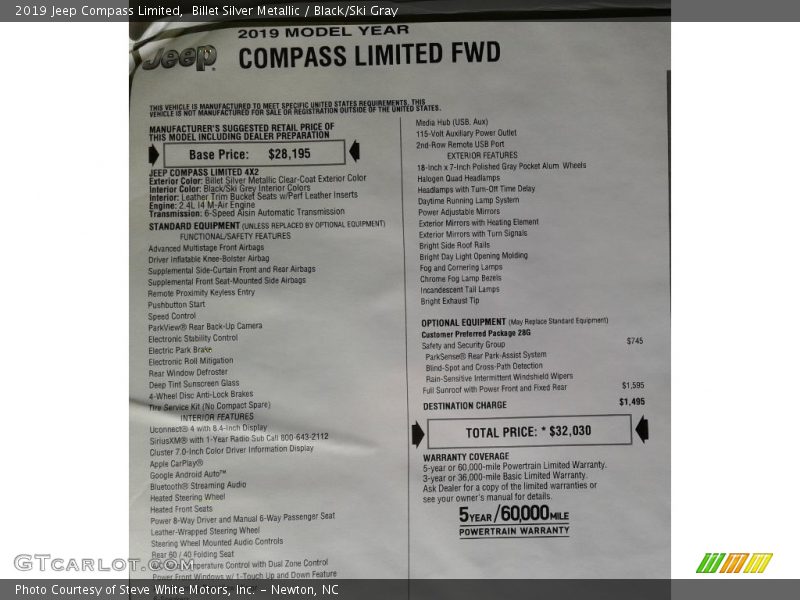 2019 Jeep Compass Limited,  Billet Silver Metallic / Black/Ski Gray
Jeep
2019 MODEL YEAR
COMPASS LIMITED FWD
THIS VEHICLE IS MANUFACTURED TO MEET SPECIFIC UNITED STATES REQUIREMENTS. THIS
VEHICLE IS NOT MANUFACTURED FOR SALE OR REGISTRATION OUTSIDE OF THE UNITED STATES.
MANUFACTURER'S SUGGESTED RETAIL PRICE OF
THIS MODEL INCLUDING DEALER PREPARATION
Base Price: $28,195
JEEP COMPASS LIMITED 4X2
Exterior Color: Billet Silver Metallic Clear-Coat Exterior Color
Interior Color: Black/Ski Grey Interior Colors
Interior: Leather Trim Bucket Seats w/Perf Leather Inserts
Engine: 2.4L I4 M-Air Engine
Transmission: 6-Speed Aisin Automatic Transmission
STANDARD EQUIPMENT (UNLESS REPLACED BY OPTIONAL EQUIPMENT)
FUNCTIONAL/SAFETY FEATURES
Advanced Multistage Front Airbags
Driver Inflatable Knee-Bolster Airbag
Supplemental Side-Curtain Front and Rear Airbags
Supplemental Front Seat-Mounted Side Airbags
Remote Proximity Keyless Entry
Pushbutton Start
Speed Control
ParkView® Rear Back-Up Camera
Electronic Stability Control
Electric Park Brake
Electronic Roll Mitigation
Rear Window Defroster
Deep Tint Sunscreen Glass
4-Wheel Disc Anti-Lock Brakes
Tire Service Kit (No Compact Spare)
INTERIOR FEATURES
Uconnect® 4 with 8.4-Inch Display
SiriusXM® with 1-Year Radio Sub Call 800-643-2112
Cluster 7.0-Inch Color Driver Information Display
Apple CarPlay®
Google Android Auto™
Bluetooth® Streaming Audio
Heated Steering Wheel
Heated Front Seats
Power 8-Way Driver and Manual 6-Way Passenger Seat
Leather-Wrapped Steering Wheel
Steering Wheel Mounted Audio Controls
Rear 60 / 40 Folding Seat
Temperature Control with Dual Zone Control
Power Front Windows w/ 1-Touch Up and Down Feature
Media Hub (USB, Aux)
115-Volt Auxiliary Power Outlet
2nd-Row Remote USB Port
EXTERIOR FEATURES
18-Inch x 7-Inch Polished Gray Pocket Alum Wheels
Halogen Quad Headlamps
Headlamps with Turn-Off Time Delay
Daytime Running Lamp System
Power Adjustable Mirrors
Exterior Mirrors with Heating Element
Exterior Mirrors with Turn Signals
Bright Side Roof Rails
Bright Day Light Opening Molding
Fog and Cornering Lamps
Chrome Fog Lamp Bezels
Incandescent Tail Lamps
Bright Exhaust Tip
OPTIONAL EQUIPMENT (May Replace Standard Equipment)
Customer Preferred Package 28G
Safety and Security Group $745
ParkSense® Rear Park-Assist System
Blind-Spot and Cross-Path Detection
Rain-Sensitive Intermittent Windshield Wipers
Full Sunroof with Power Front and Fixed Rear $1,595
DESTINATION CHARGE $1,495
TOTAL PRICE: * $32,030
WARRANTY COVERAGE
5-year or 60,000-mile Powertrain Limited Warranty.
3-year or 36,000-mile Basic Limited Warranty.
Ask Dealer for a copy of the limited warranties or
see your owner's manual for details.
5YEAR/60,000MILE
POWERTRAIN WARRANTY
GTCARLOT.COM
Photo Courtesy of Steve White Motors, Inc. – Newton, NC